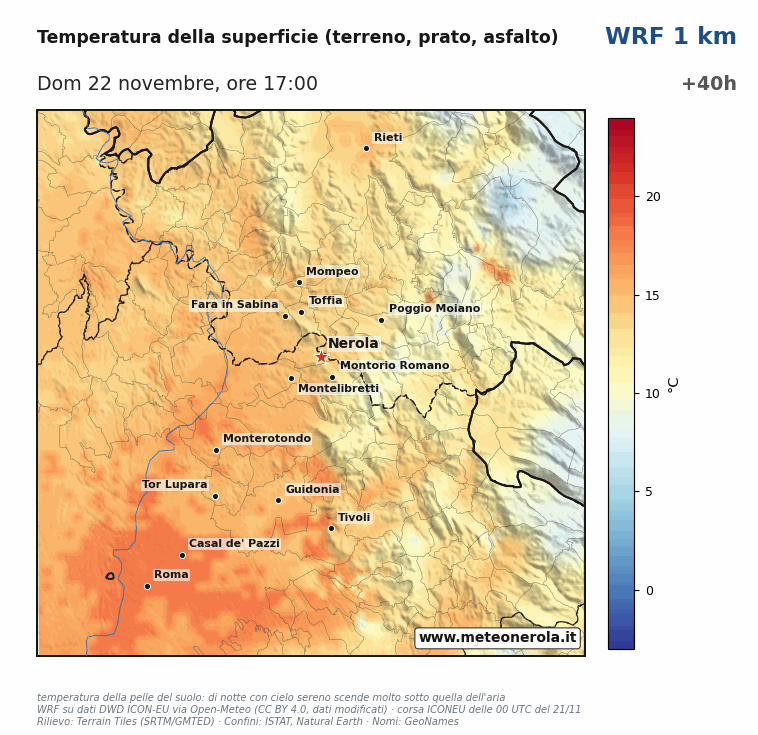 Temperatura della superficie (terreno, prato, asfalto)
WRF 1 km
Dom 22 novembre, ore 17:00
+40h
Rieti
Mompeo
Fara in Sabina
Toffia
Poggio Moiano
Nerola
Montorio Romano
Montelibretti
Monterotondo
Tor Lupara
Guidonia
Tivoli
Casal de' Pazzi
Roma
www.meteonerola.it
20
15
10
5
0
°C
temperatura della pelle del suolo: di notte con cielo sereno scende molto sotto quella dell'aria
WRF su dati DWD ICON-EU via Open-Meteo (CC BY 4.0, dati modificati) · corsa ICONEU delle 00 UTC del 21/11
Rilievo: Terrain Tiles (SRTM/GMTED) · Confini: ISTAT, Natural Earth · Nomi: GeoNames